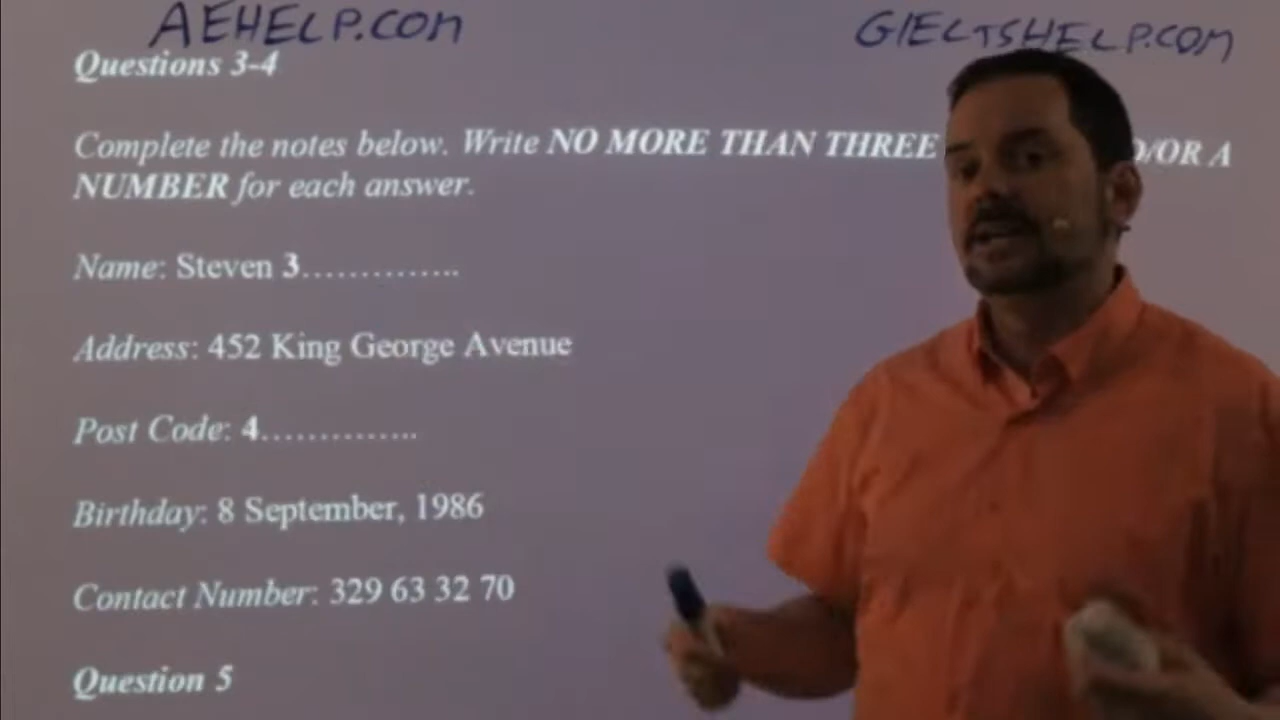 AEHELP.COM GIELTSHELP.COM
Questions 3-4
Complete the notes below. Write NO MORE THAN THREE /OR A
NUMBER for each answer.
Name: Steven 3..............
Address: 452 King George Avenue
Post Code: 4..............
Birthday: 8 September, 1986
Contact Number: 329 63 32 70
Question 5